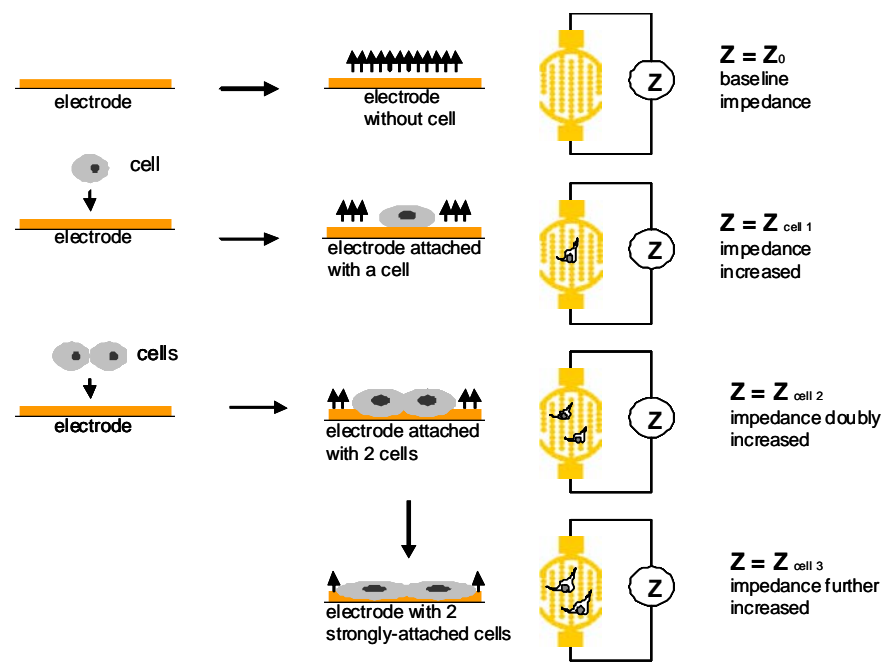 electrode
electrode
without cell
Z
Z = Z0
baseline
impedance
cell
electrode
electrode attached
with a cell
Z
Z = Z cell 1
impedance
increased
cells
electrode
electrode attached
with 2 cells
Z
Z = Z cell 2
impedance doubly
increased
electrode with 2
strongly-attached cells
Z
Z = Z cell 3
impedance further
increased